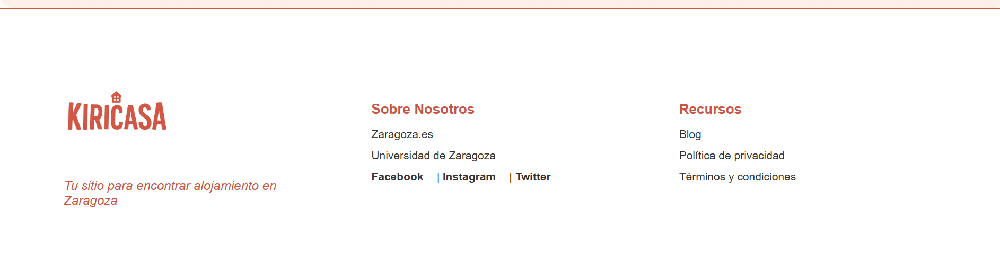 KIRICASA
Tu sitio para encontrar alojamiento en
Zaragoza
Sobre Nosotros
Zaragoza.es
Universidad de Zaragoza
Facebook | Instagram | Twitter
Recursos
Blog
Política de privacidad
Términos y condiciones